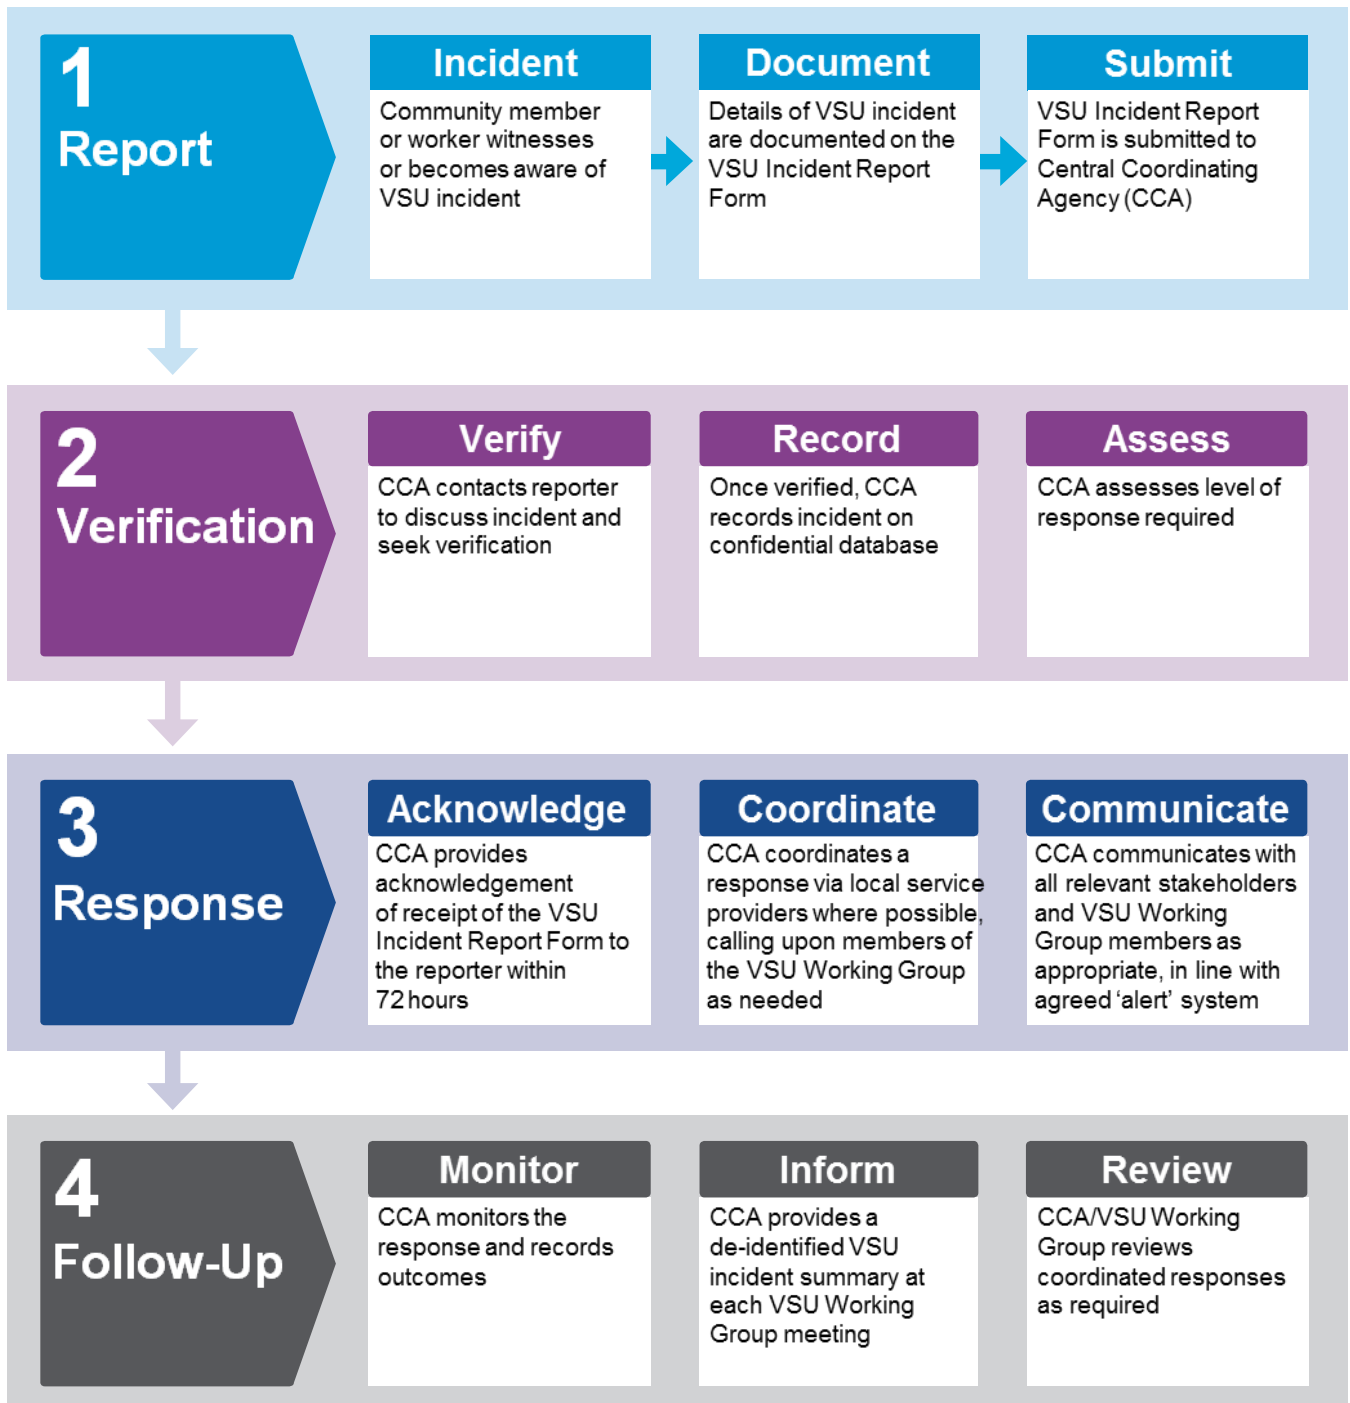 1
Report
Incident
Community member
or worker witnesses
or becomes aware of
VSU incident
Document
Details of VSU incident
are documented on the
VSU Incident Report
Form
Submit
VSU Incident Report
Form is submitted to
Central Coordinating
Agency (CCA)
2
Verification
Verify
CCA contacts reporter
to discuss incident and
seek verification
Record
Once verified, CCA
records incident on
confidential database
Assess
CCA assesses level of
response required
3
Response
Acknowledge
CCA provides
acknowledgement
of receipt of the VSU
Incident Report Form to
the reporter within
72 hours
Coordinate
CCA coordinates a
response via local service
providers where possible,
calling upon members of
the VSU Working Group
as needed
Communicate
CCA communicates with
all relevant stakeholders
and VSU Working
Group members as
appropriate, in line with
agreed ‘alert’ system
4
Follow-Up
Monitor
CCA monitors the
response and records
outcomes
Inform
CCA provides a
de-identified VSU
incident summary at
each VSU Working
Group meeting
Review
CCA/VSU Working
Group reviews
coordinated responses
as required